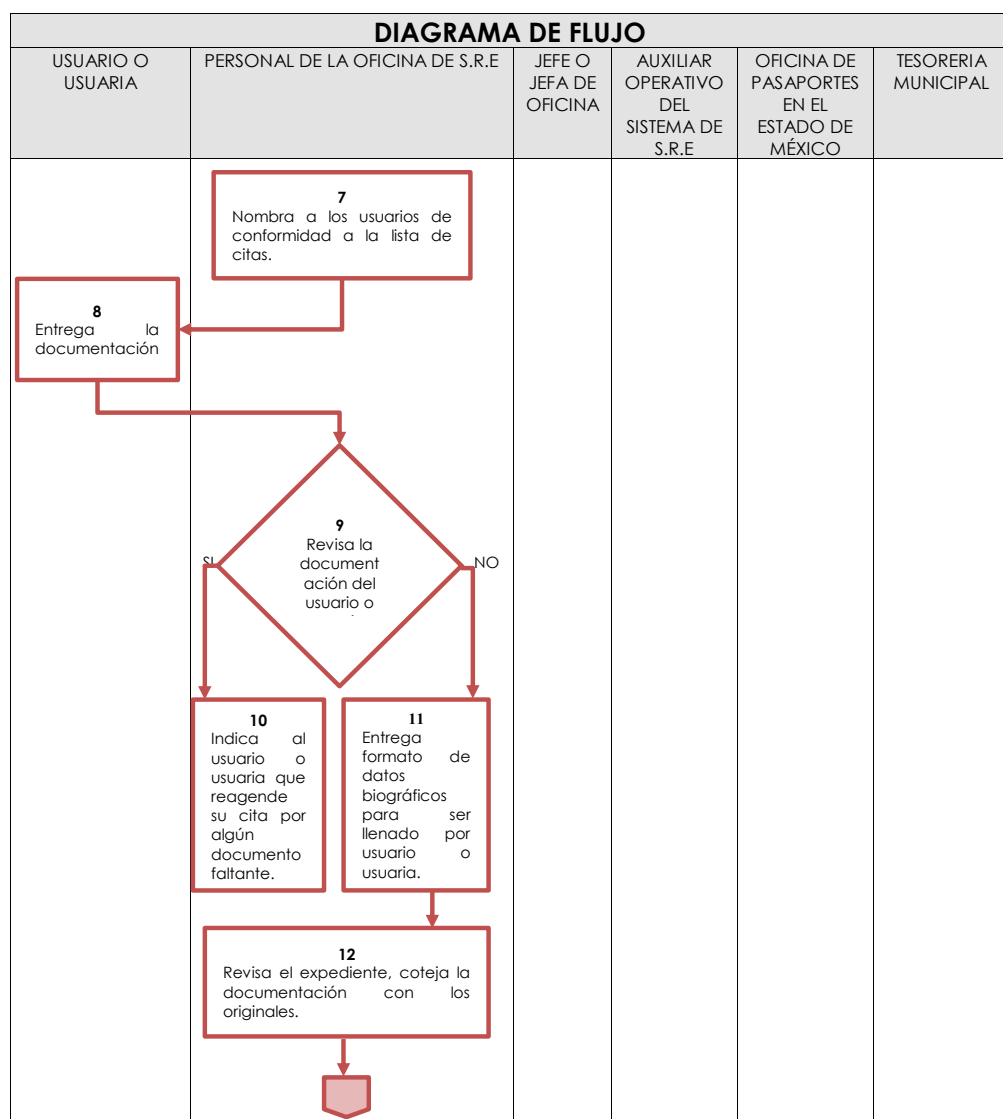 DIAGRAMA DE FLUJO
USUARIO O
USUARIA
PERSONAL DE LA OFICINA DE S.R.E
JEFE O
JEFA DE
OFICINA
AUXILIAR
OPERATIVO
DEL
SISTEMA DE
S.R.E
OFICINA DE
PASAPORTES
EN EL
ESTADO DE
MÉXICO
TESORERIA
MUNICIPAL
7
Nombra a los usuarios de
conformidad a la lista de
citas.
8
Entrega la
documentación
9
Revisa la
document
ación del
usuario o
SI
NO
10
Indica al
usuario o
usuaria que
reagende
su cita por
algún
documento
faltante.
11
Entrega
formato de
datos
biográficos
para ser
llenado por
usuario o
usuaria.
12
Revisa el expediente, coteja la
documentación con los
originales.